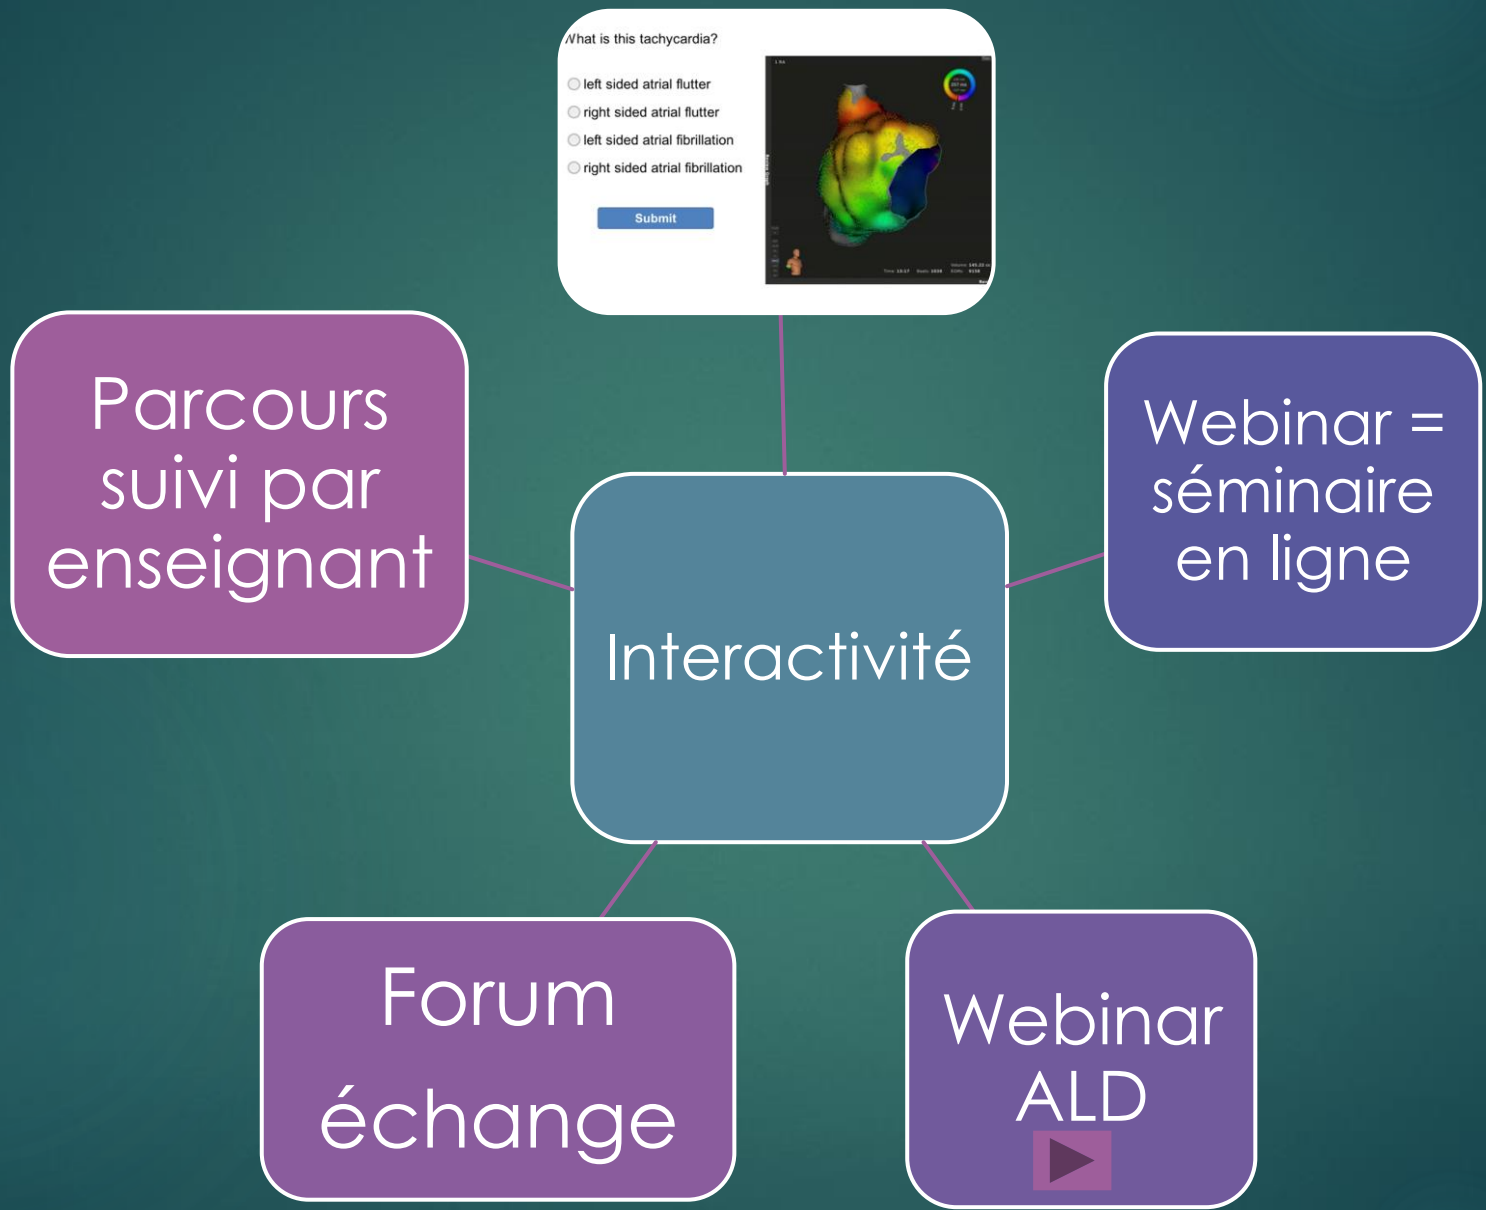 What is this tachycardia?
left sided atrial flutter
right sided atrial flutter
left sided atrial fibrillation
right sided atrial fibrillation
Submit
Parcours
suivi par
enseignant
Webinar =
séminaire
en ligne
Interactivité
Forum
échange
Webinar
ALD